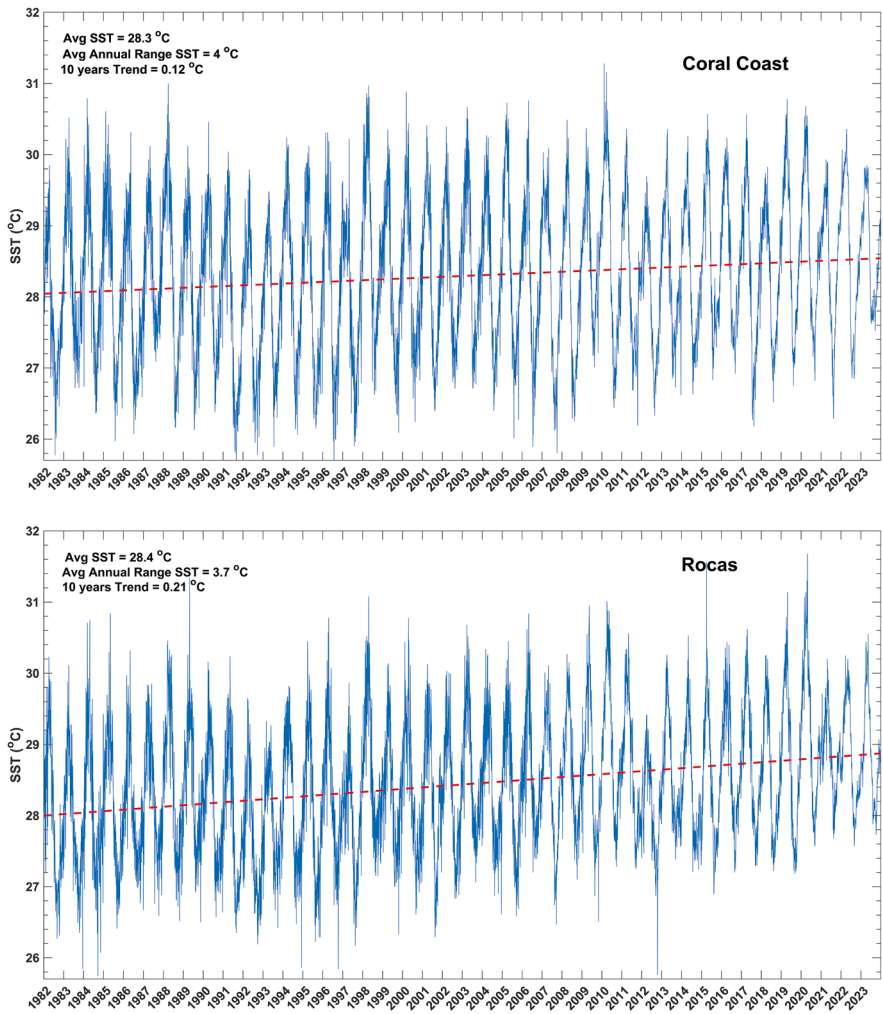 32
Avg SST = 28.3 °C
Avg Annual Range SST = 4 °C
10 years Trend = 0.12 °C
Coral Coast
31
30
29
28
27
26
SST (°C)
1982 1983 1984 1985 1986 1987 1988 1989 1990 1991 1992 1993 1994 1995 1996 1997 1998 1999 2000 2001 2002 2003 2004 2005 2006 2007 2008 2009 2010 2011 2012 2013 2014 2015 2016 2017 2018 2019 2020 2021 2022 2023
32
Avg SST = 28.4 °C
Avg Annual Range SST = 3.7 °C
10 years Trend = 0.21 °C
Rocas
31
30
29
28
27
26
SST (°C)
1982 1983 1984 1985 1986 1987 1988 1989 1990 1991 1992 1993 1994 1995 1996 1997 1998 1999 2000 2001 2002 2003 2004 2005 2006 2007 2008 2009 2010 2011 2012 2013 2014 2015 2016 2017 2018 2019 2020 2021 2022 2023